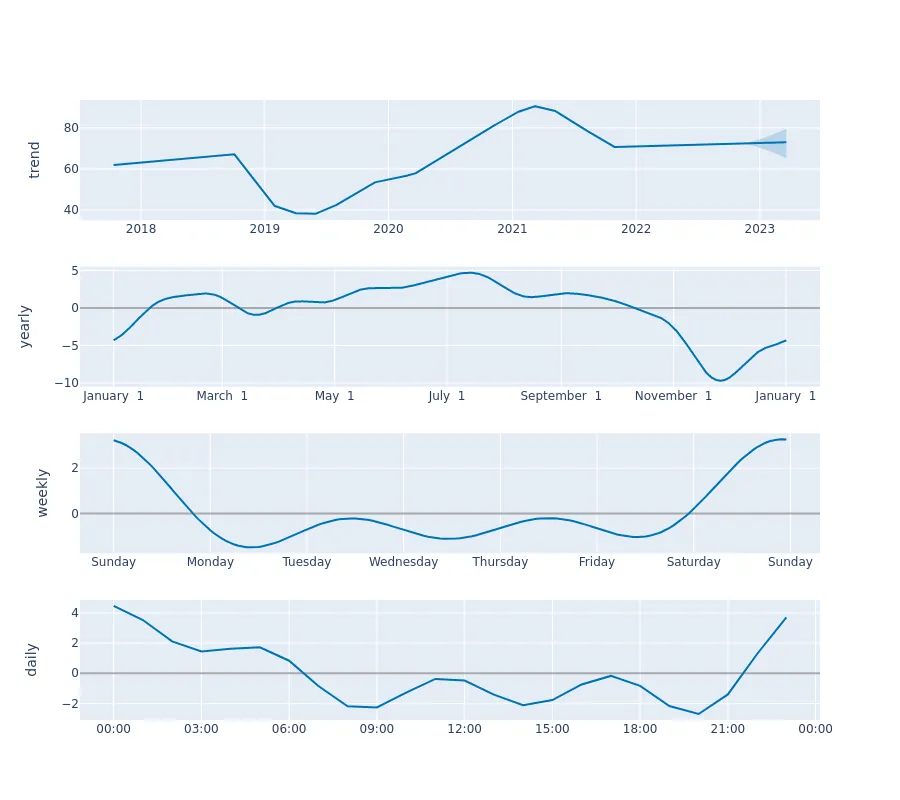 trend
80
60
40
2018 2019 2020 2021 2022 2023
yearly
5
0
−5
−10
January 1 March 1 May 1 July 1 September 1 November 1 January 1
weekly
2
0
Sunday Monday Tuesday Wednesday Thursday Friday Saturday Sunday
daily
4
2
0
−2
00:00 03:00 06:00 09:00 12:00 15:00 18:00 21:00 00:00